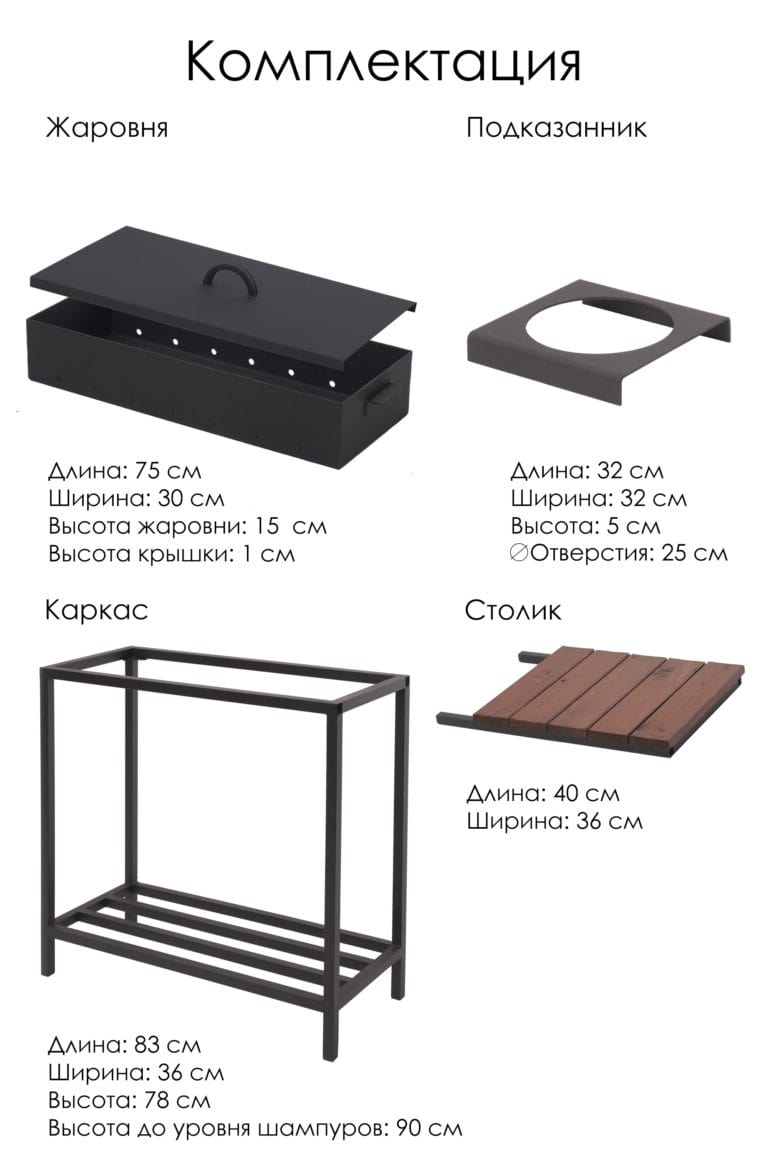 Комплектация
Жаровня
Подказанник
Длина: 75 см
Ширина: 30 см
Высота жаровни: 15 см
Высота крышки: 1 см
Длина: 32 см
Ширина: 32 см
Высота: 5 см
∅Отверстия: 25 см
Каркас
Столик
Длина: 40 см
Ширина: 36 см
Длина: 83 см
Ширина: 36 см
Высота: 78 см
Высота до уровня шампуров: 90 см